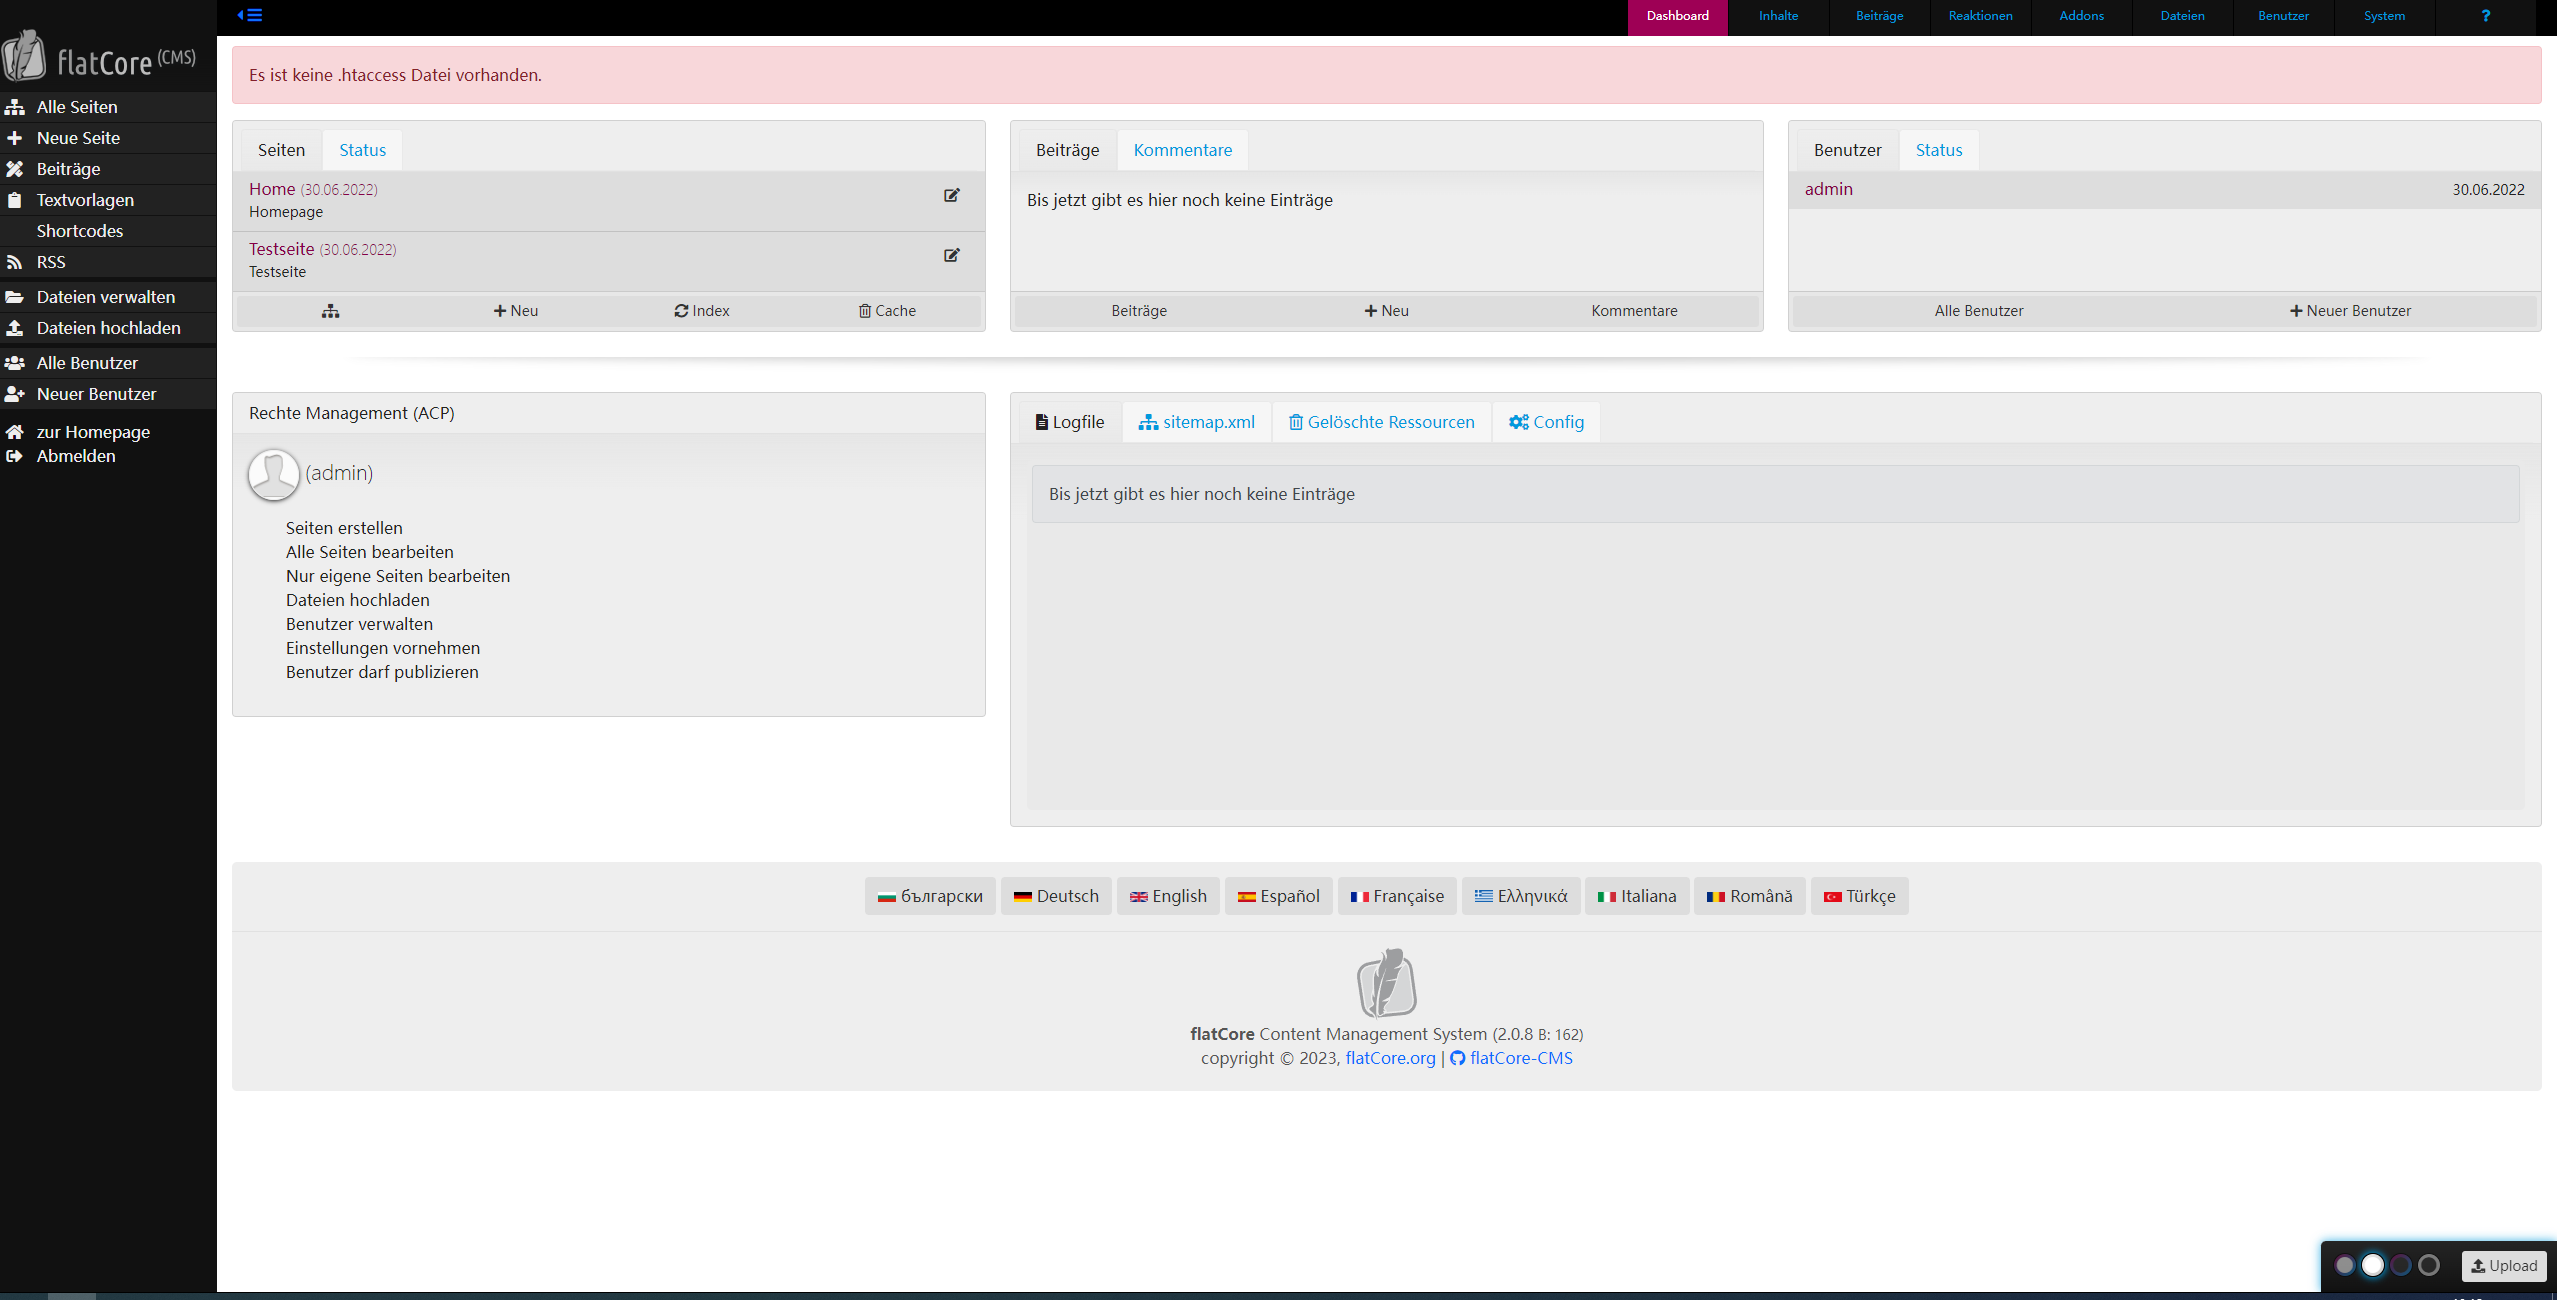 flatCore (CMS)
Alle Seiten
Neue Seite
Beiträge
Textvorlagen
Shortcodes
RSS
Dateien verwalten
Dateien hochladen
Alle Benutzer
Neuer Benutzer
zur Homepage
Abmelden
Dashboard Inhalte Beiträge Reaktionen Addons Dateien Benutzer System ?
Es ist keine .htaccess Datei vorhanden.
Seiten Status
Home (30.06.2022)
Homepage
Testseite (30.06.2022)
Testseite
Neu Index Cache
Beiträge Kommentare
Bis jetzt gibt es hier noch keine Einträge
Beiträge Neu Kommentare
Benutzer Status
admin 30.06.2022
Alle Benutzer Neuer Benutzer
Rechte Management (ACP)
(admin)
Seiten erstellen
Alle Seiten bearbeiten
Nur eigene Seiten bearbeiten
Dateien hochladen
Benutzer verwalten
Einstellungen vornehmen
Benutzer darf publizieren
Logfile sitemap.xml Gelöschte Ressourcen Config
Bis jetzt gibt es hier noch keine Einträge
български Deutsch English Español Française Ελληνικά Italiana Română Türkçe
flatCore Content Management System (2.0.8 B: 162)
copyright © 2023, flatCore.org | flatCore-CMS
Upload